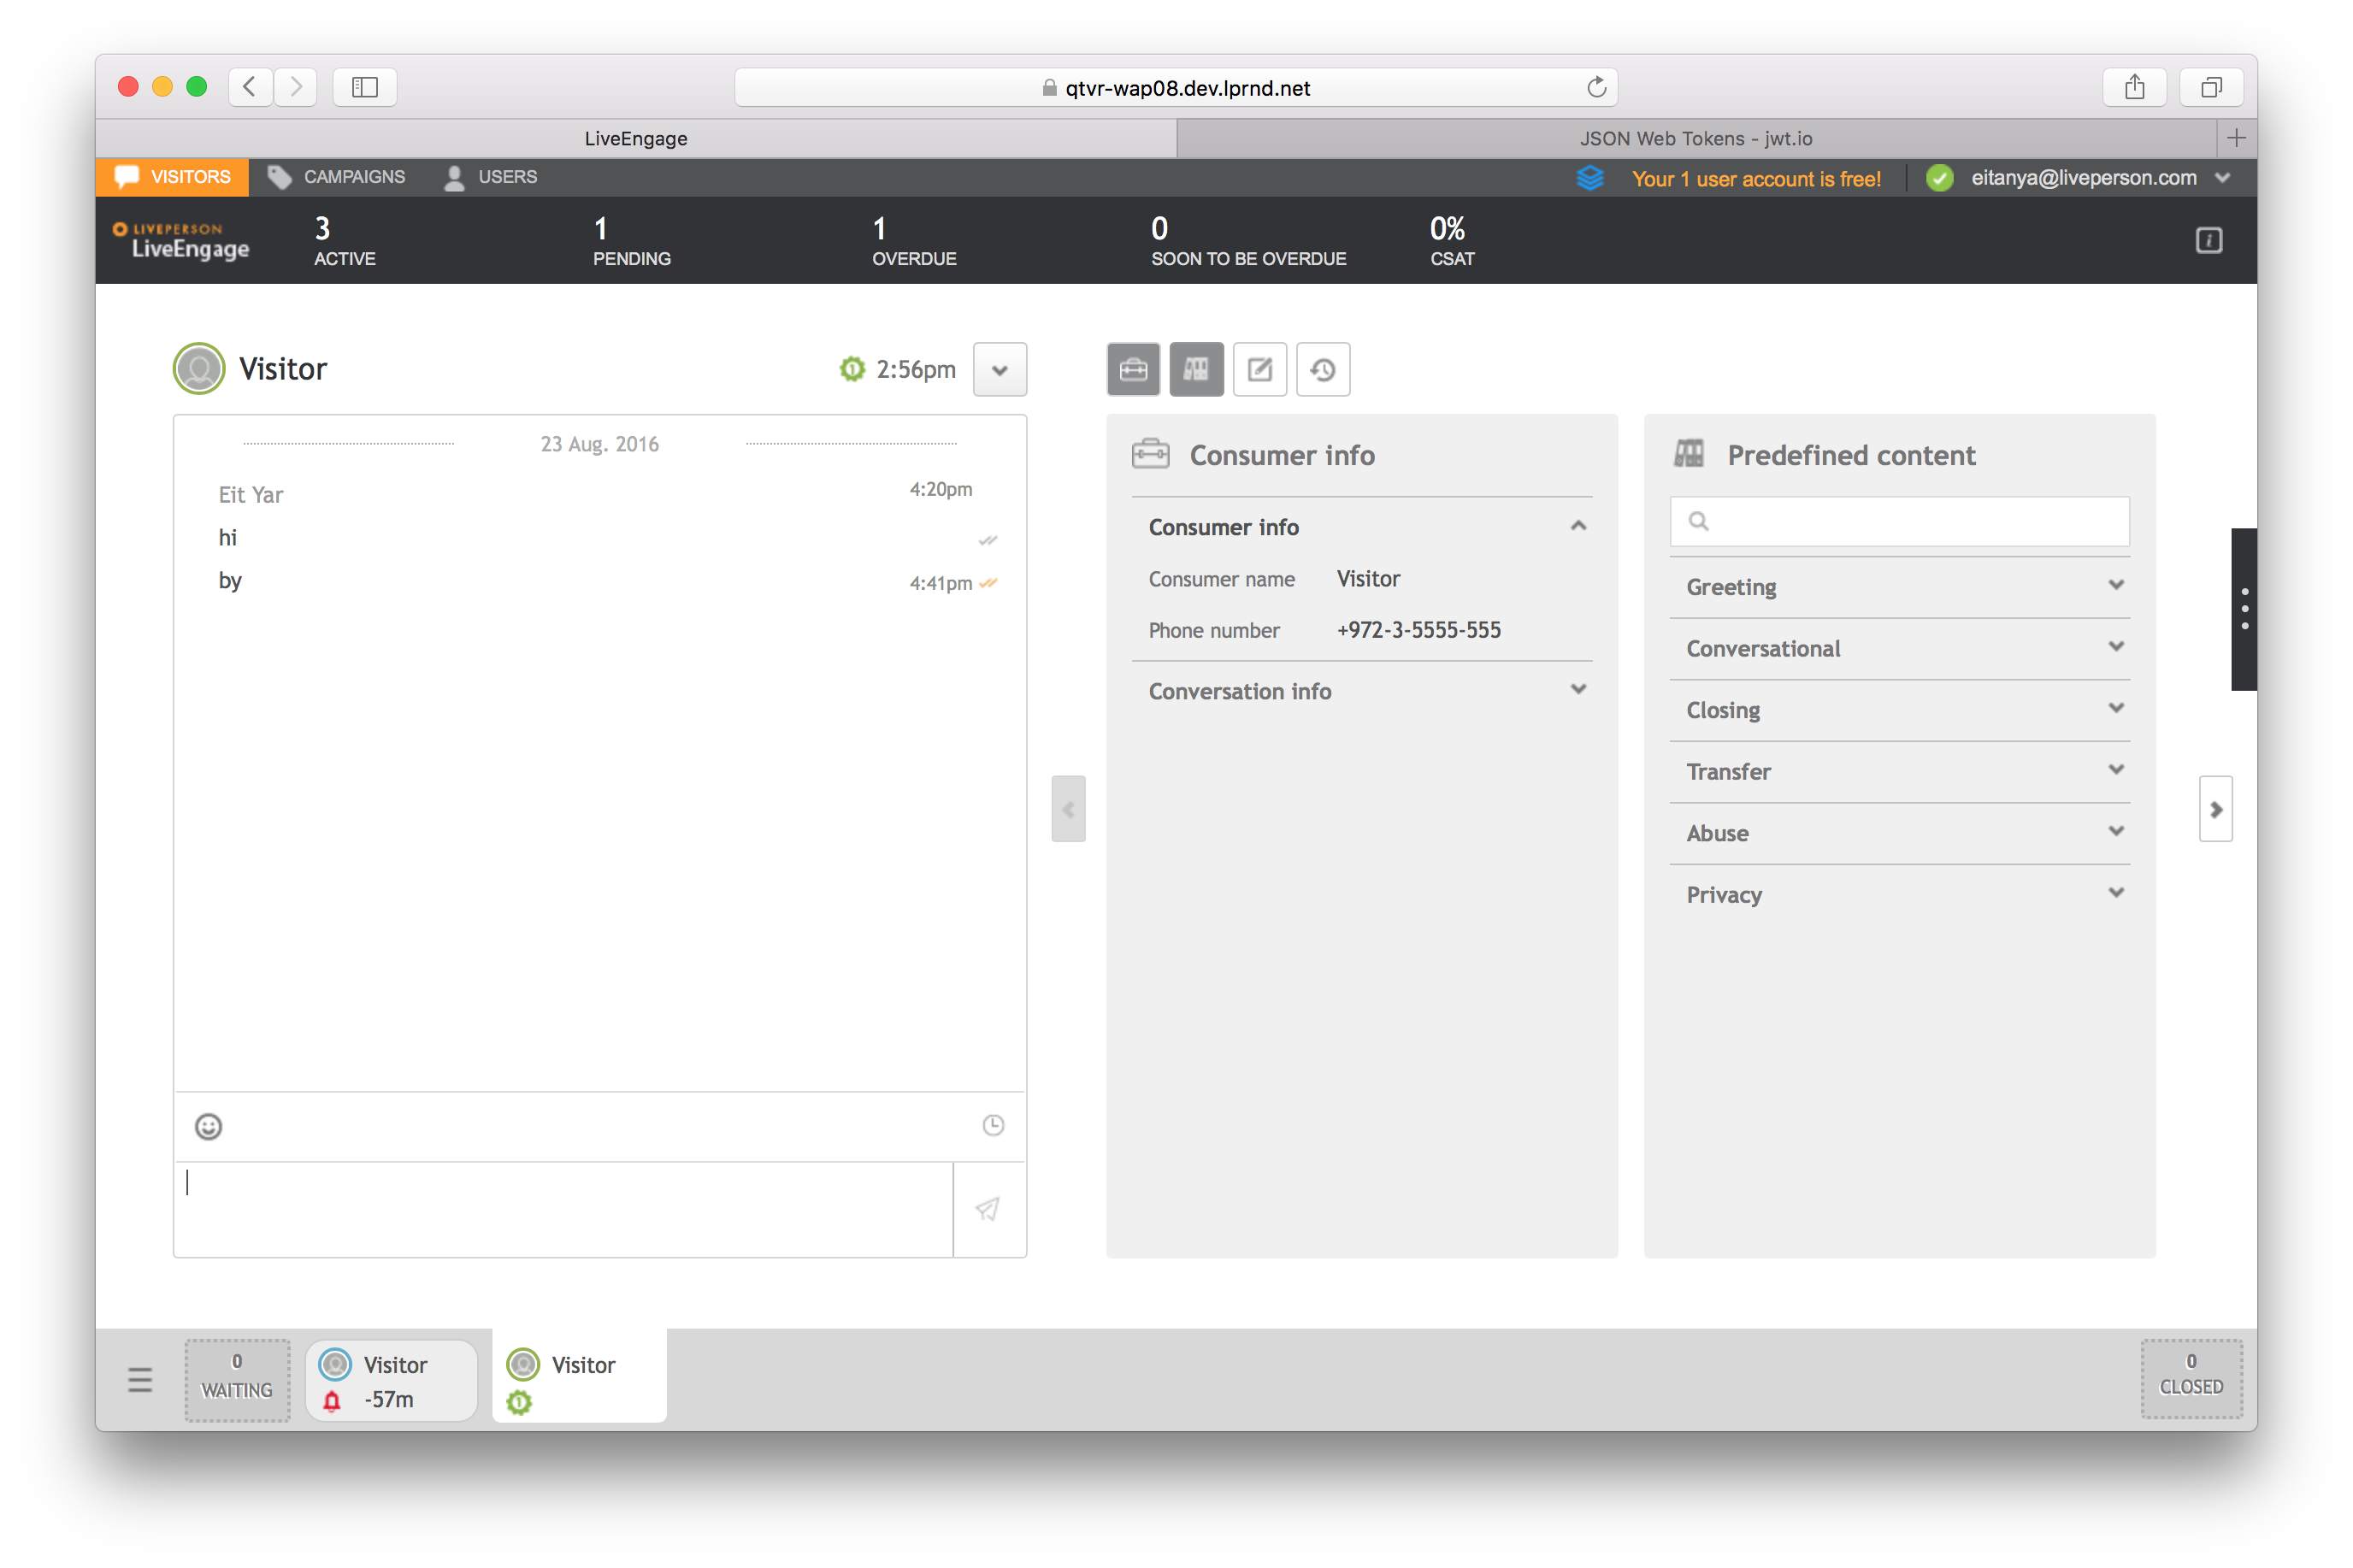 qtvr-wap08.dev.lprnd.net
LiveEngage
JSON Web Tokens - jwt.io
VISITORS
CAMPAIGNS
USERS
Your 1 user account is free!
eitanya@liveperson.com
LIVEPERSON
LiveEngage
3
ACTIVE
1
PENDING
1
OVERDUE
0
SOON TO BE OVERDUE
0%
CSAT
Visitor
1
2:56pm
23 Aug. 2016
Eit Yar
4:20pm
hi
by
4:41pm
Consumer info
Consumer info
Consumer name Visitor
Phone number +972-3-5555-555
Conversation info
Predefined content
Greeting
Conversational
Closing
Transfer
Abuse
Privacy
0
WAITING
Visitor
-57m
Visitor
1
0
CLOSED